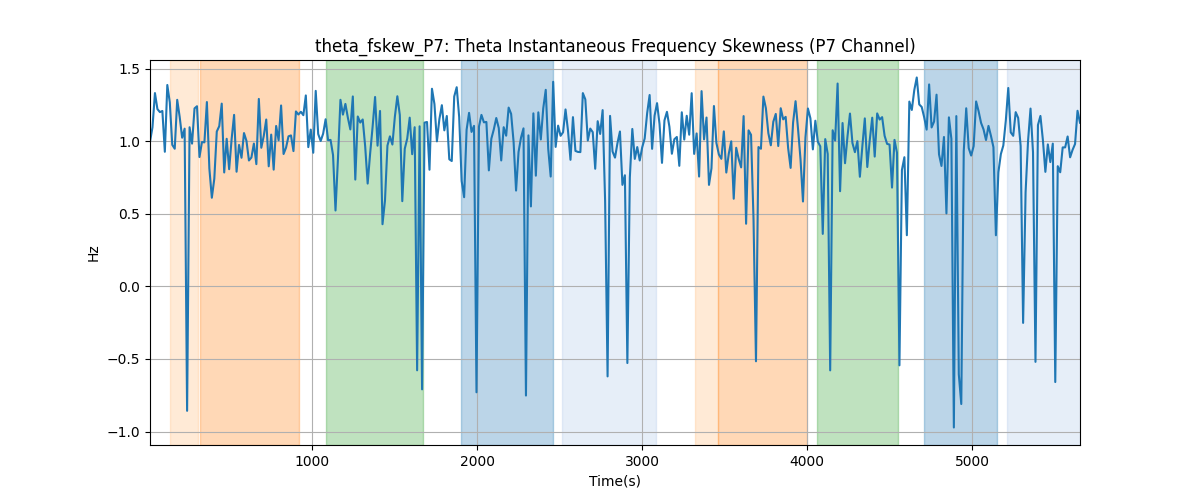 theta_fskew_P7: Theta Instantaneous Frequency Skewness (P7 Channel)
1.5
1.0
0.5
0.0
−0.5
−1.0
Hz
1000 2000 3000 4000 5000
Time(s)